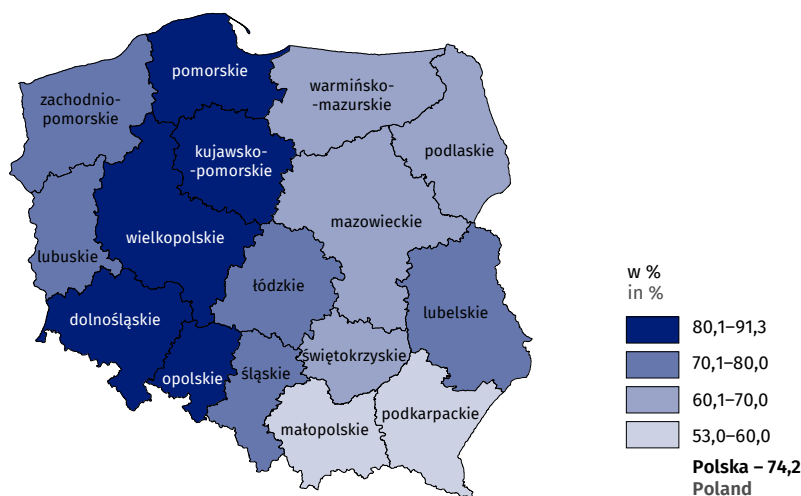 pomorskie
warmińsko-
-mazurskie
zachodnio-
pomorskie
kujawsko-
-pomorskie
podlaskie
mazowieckie
wielkopolskie
lubuskie
łódzkie
lubelskie
dolnośląskie
świętokrzyskie
śląskie
opolskie
podkarpackie
małopolskie
w %
in %
80,1–91,3
70,1–80,0
60,1–70,0
53,0–60,0
Polska – 74,2
Poland